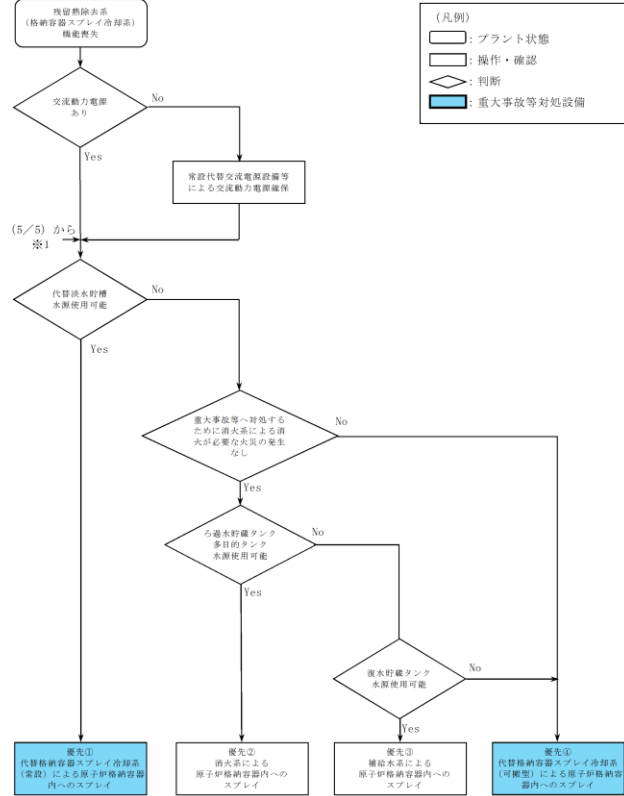 残留熱除去系
(格納容器スプレイ冷却系)
機能喪失
(凡例)
：プラント状態
：操作・確認
：判断
：重大事故等対処設備
交流動力電源
あり
No
Yes
常設代替交流電源設備等
による交流動力電源確保
(5／5) から
※1
代替淡水貯槽
水源使用可能
No
Yes
重大事故等へ対処する
ために消火系による消
火が必要な火災の発生
なし
No
Yes
ろ過水貯蔵タンク
多目的タンク
水源使用可能
No
Yes
復水貯蔵タンク
水源使用可能
No
Yes
優先①
代替格納容器スプレイ冷却系
(常設) による原子炉格納容器
内へのスプレイ
優先②
消火系による
原子炉格納容器内への
スプレイ
優先③
補給水系による
原子炉格納容器内への
スプレイ
優先④
代替格納容器スプレイ冷却系
(可搬型) による原子炉格納容
器内へのスプレイ